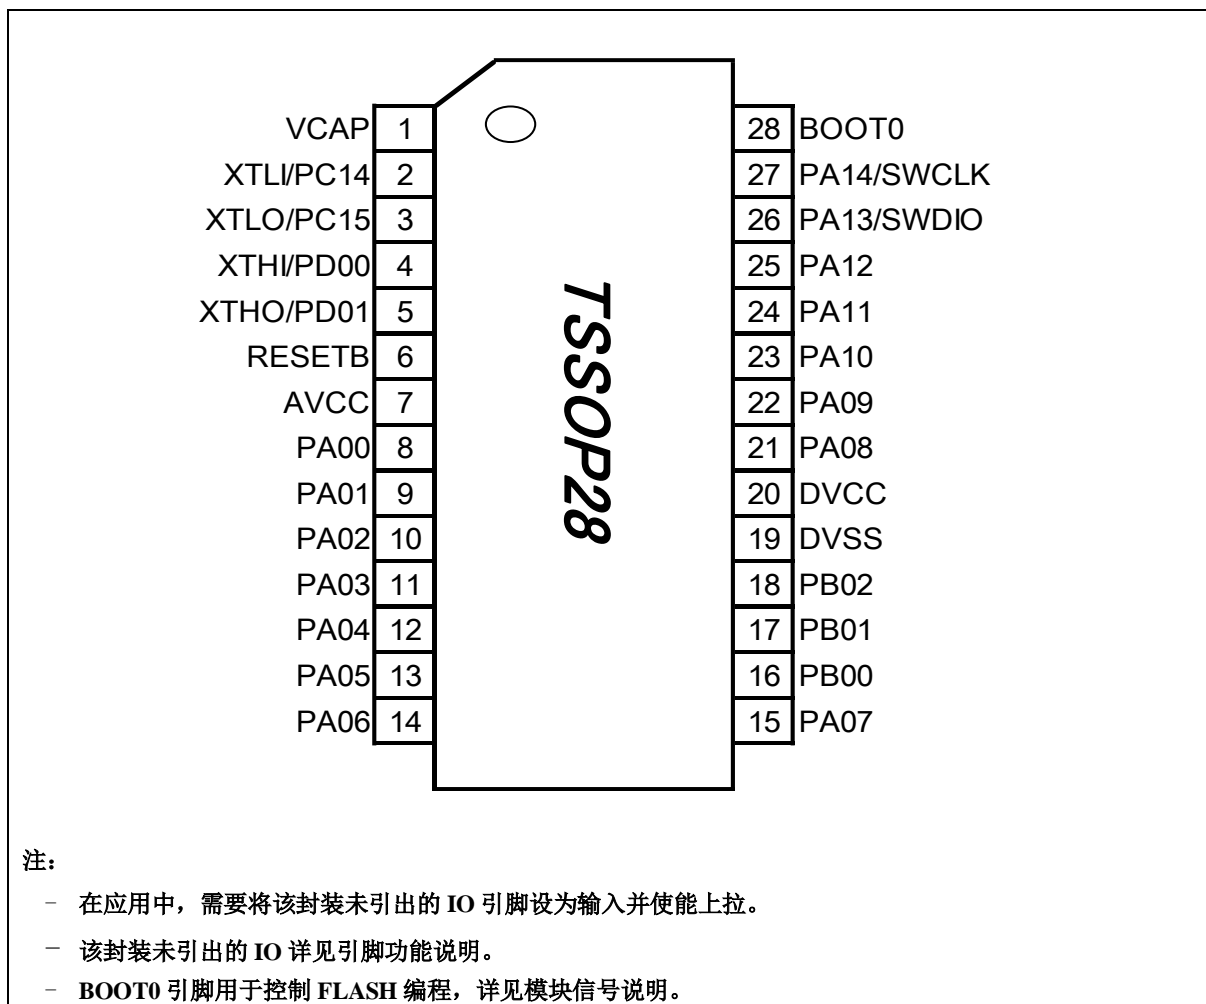 VCAP 1 28 BOOT0
XTLI/PC14 2 27 PA14/SWCLK
XTLO/PC15 3 26 PA13/SWDIO
XTHI/PD00 4 25 PA12
XTHO/PD01 5 24 PA11
RESETB 6 23 PA10
AVCC 7 22 PA09
PA00 8 21 PA08
PA01 9 20 DVCC
PA02 10 19 DVSS
PA03 11 18 PB02
PA04 12 17 PB01
PA05 13 16 PB00
PA06 14 15 PA07
TSSOP28
注：
– 在应用中，需要将该封装未引出的 IO 引脚设为输入并使能上拉。
– 该封装未引出的 IO 详见引脚功能说明。
– BOOT0 引脚用于控制 FLASH 编程，详见模块信号说明。